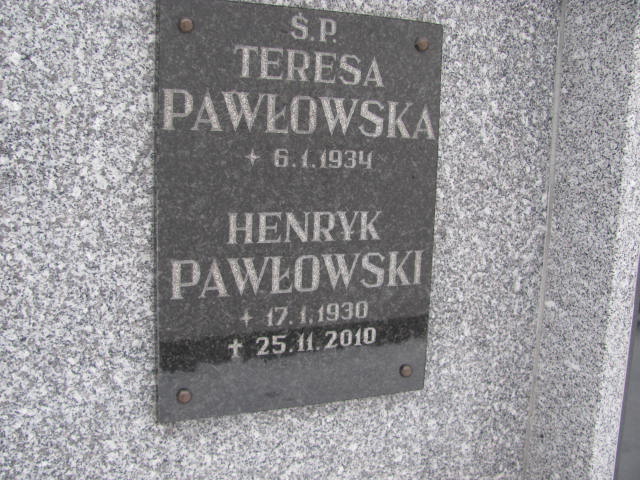 Ś.P.
TERESA
PAWŁOWSKA
6.1.1934
HENRYK
PAWŁOWSKI
17.1.1930
✝ 25.11.2010